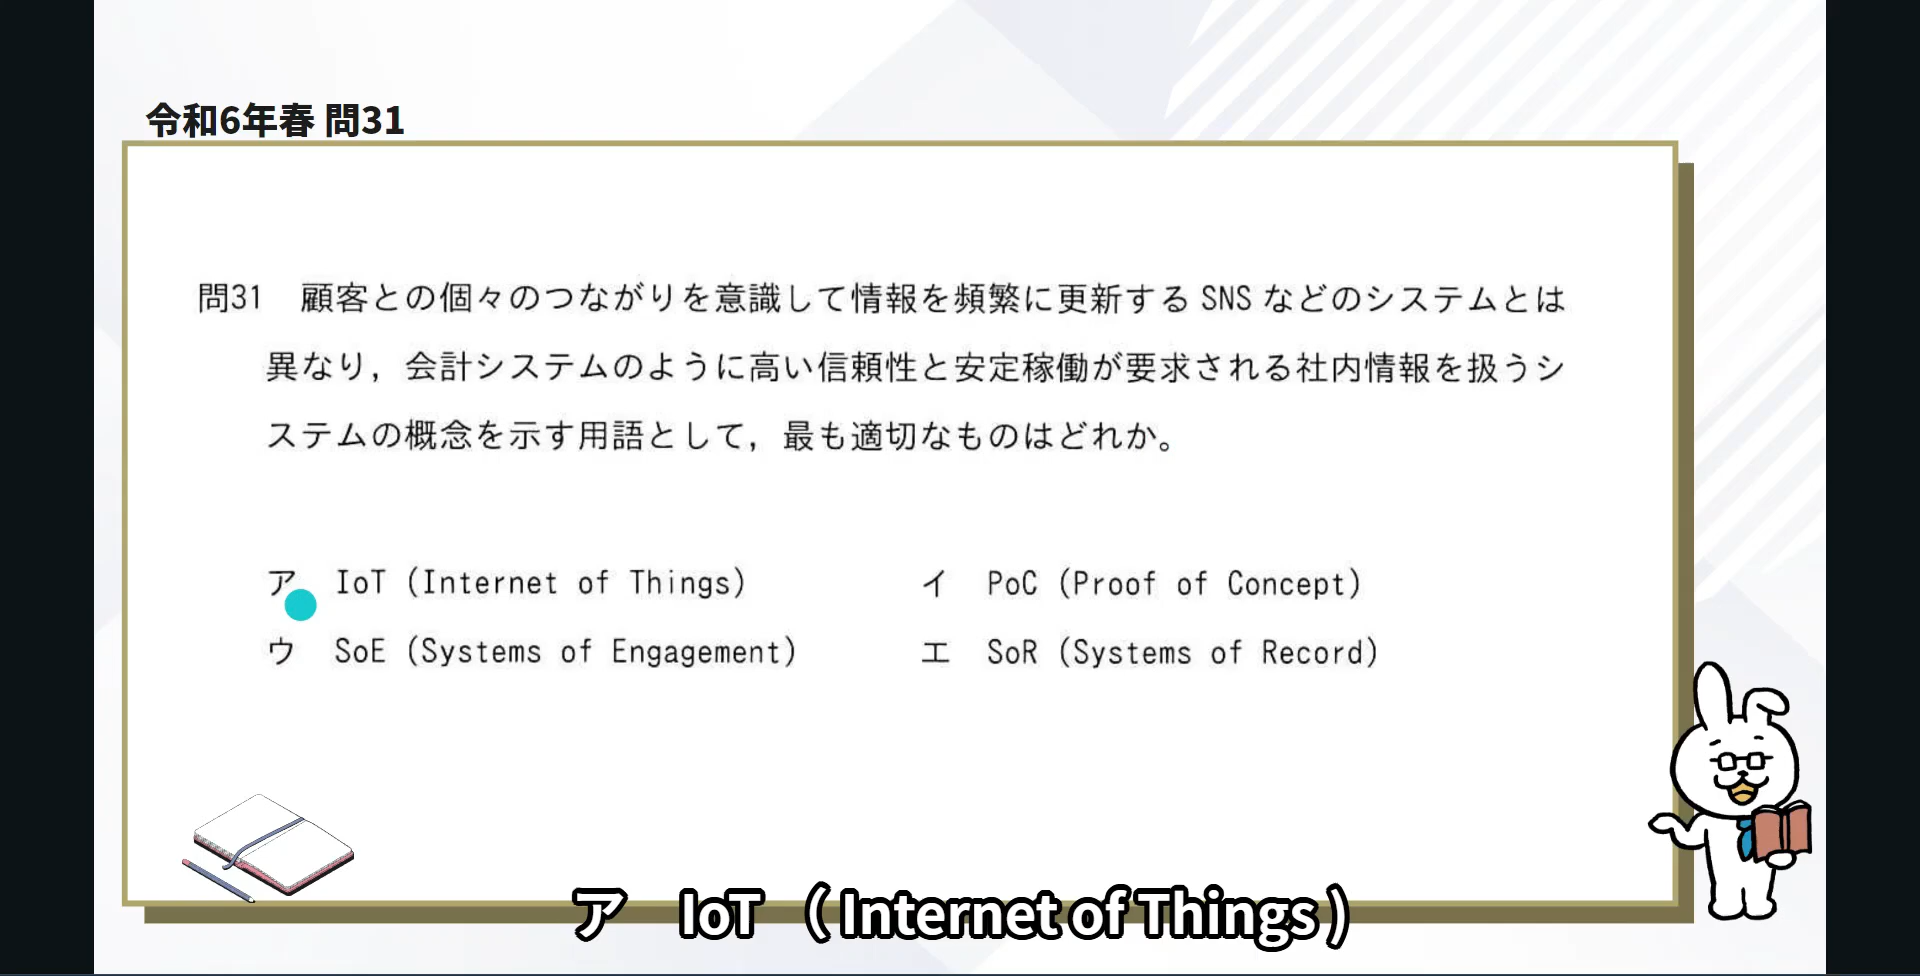 令和6年春 問31
問31 顧客との個々のつながりを意識して情報を頻繁に更新する SNS などのシステムとは
異なり，会計システムのように高い信頼性と安定稼働が要求される社内情報を扱うシ
ステムの概念を示す用語として，最も適切なものはどれか。
ア IoT (Internet of Things) イ PoC (Proof of Concept)
ウ SoE (Systems of Engagement) エ SoR (Systems of Record)
ア IoT （Internet of Things）